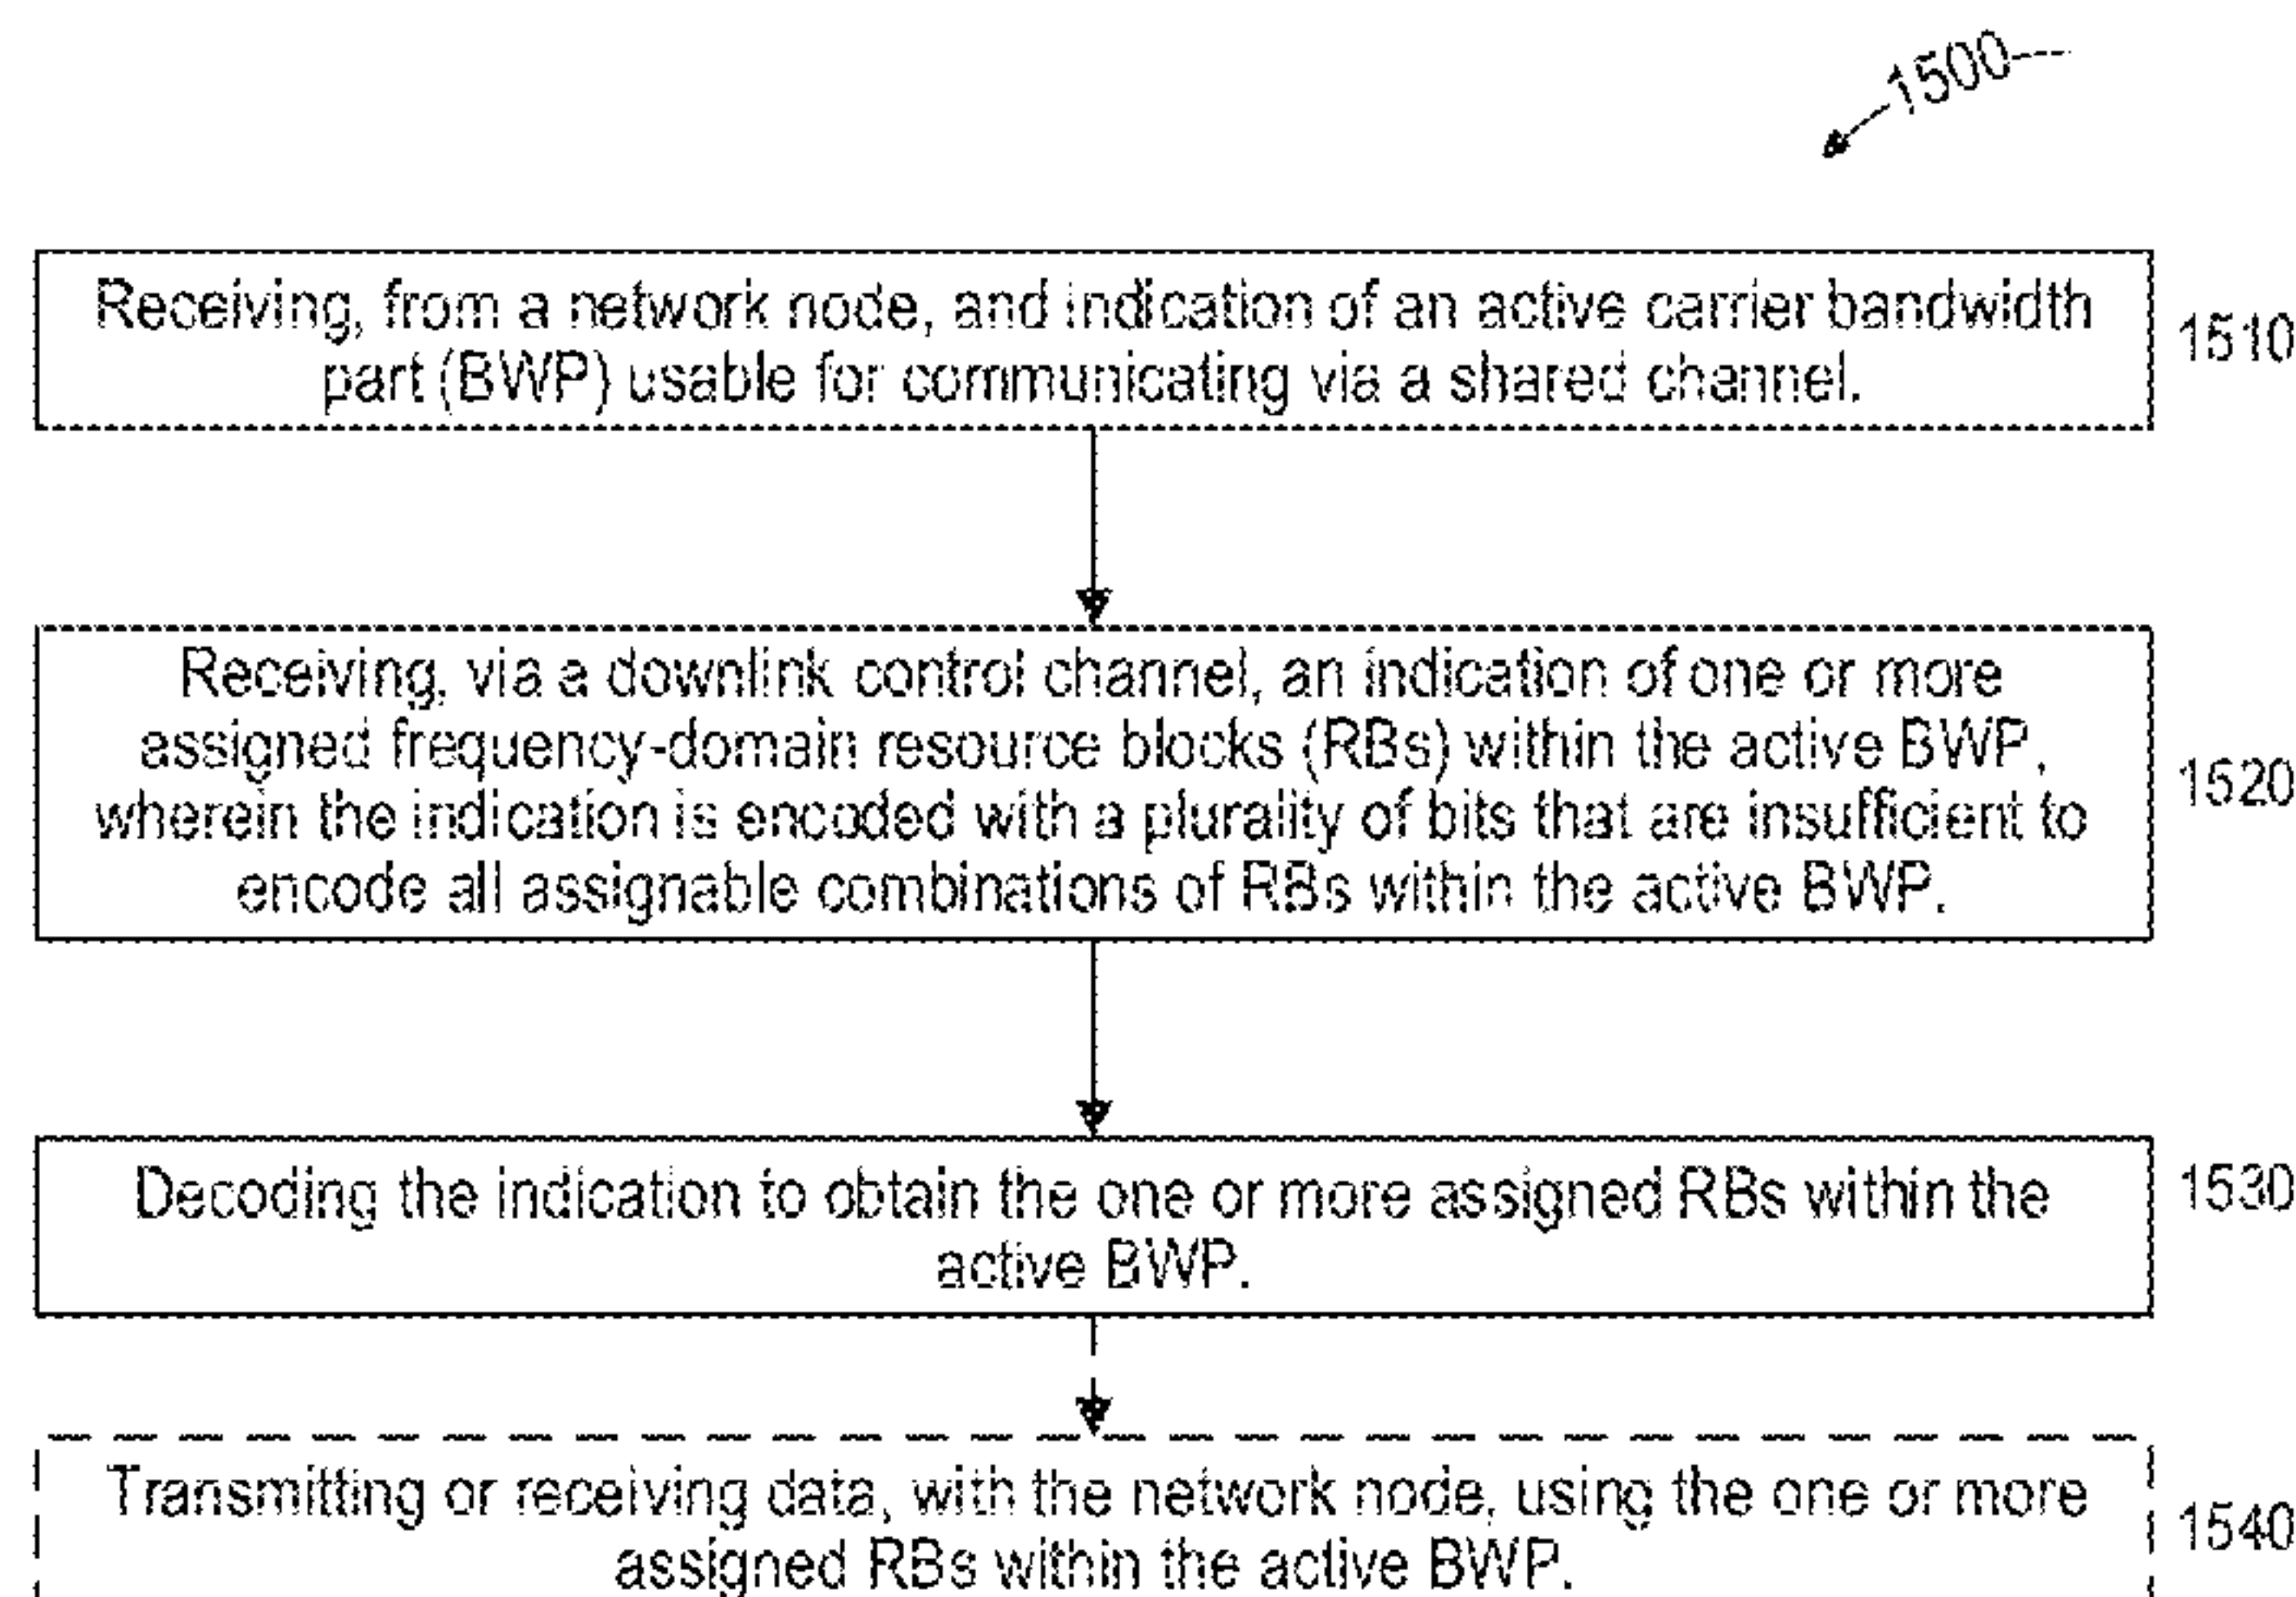 1500
Receiving, from a network node, and indication of an active carrier bandwidth
part (BWP) usable for communicating via a shared channel.
1510
Receiving, via a downlink control channel, an indication of one or more
assigned frequency-domain resource blocks (RBs) within the active BWP,
wherein the indication is encoded with a plurality of bits that are insufficient to
encode all assignable combinations of RBs within the active BWP.
1520
Decoding the indication to obtain the one or more assigned RBs within the
active BWP.
1530
Transmitting or receiving data, with the network node, using the one or more
assigned RBs within the active BWP.
1540